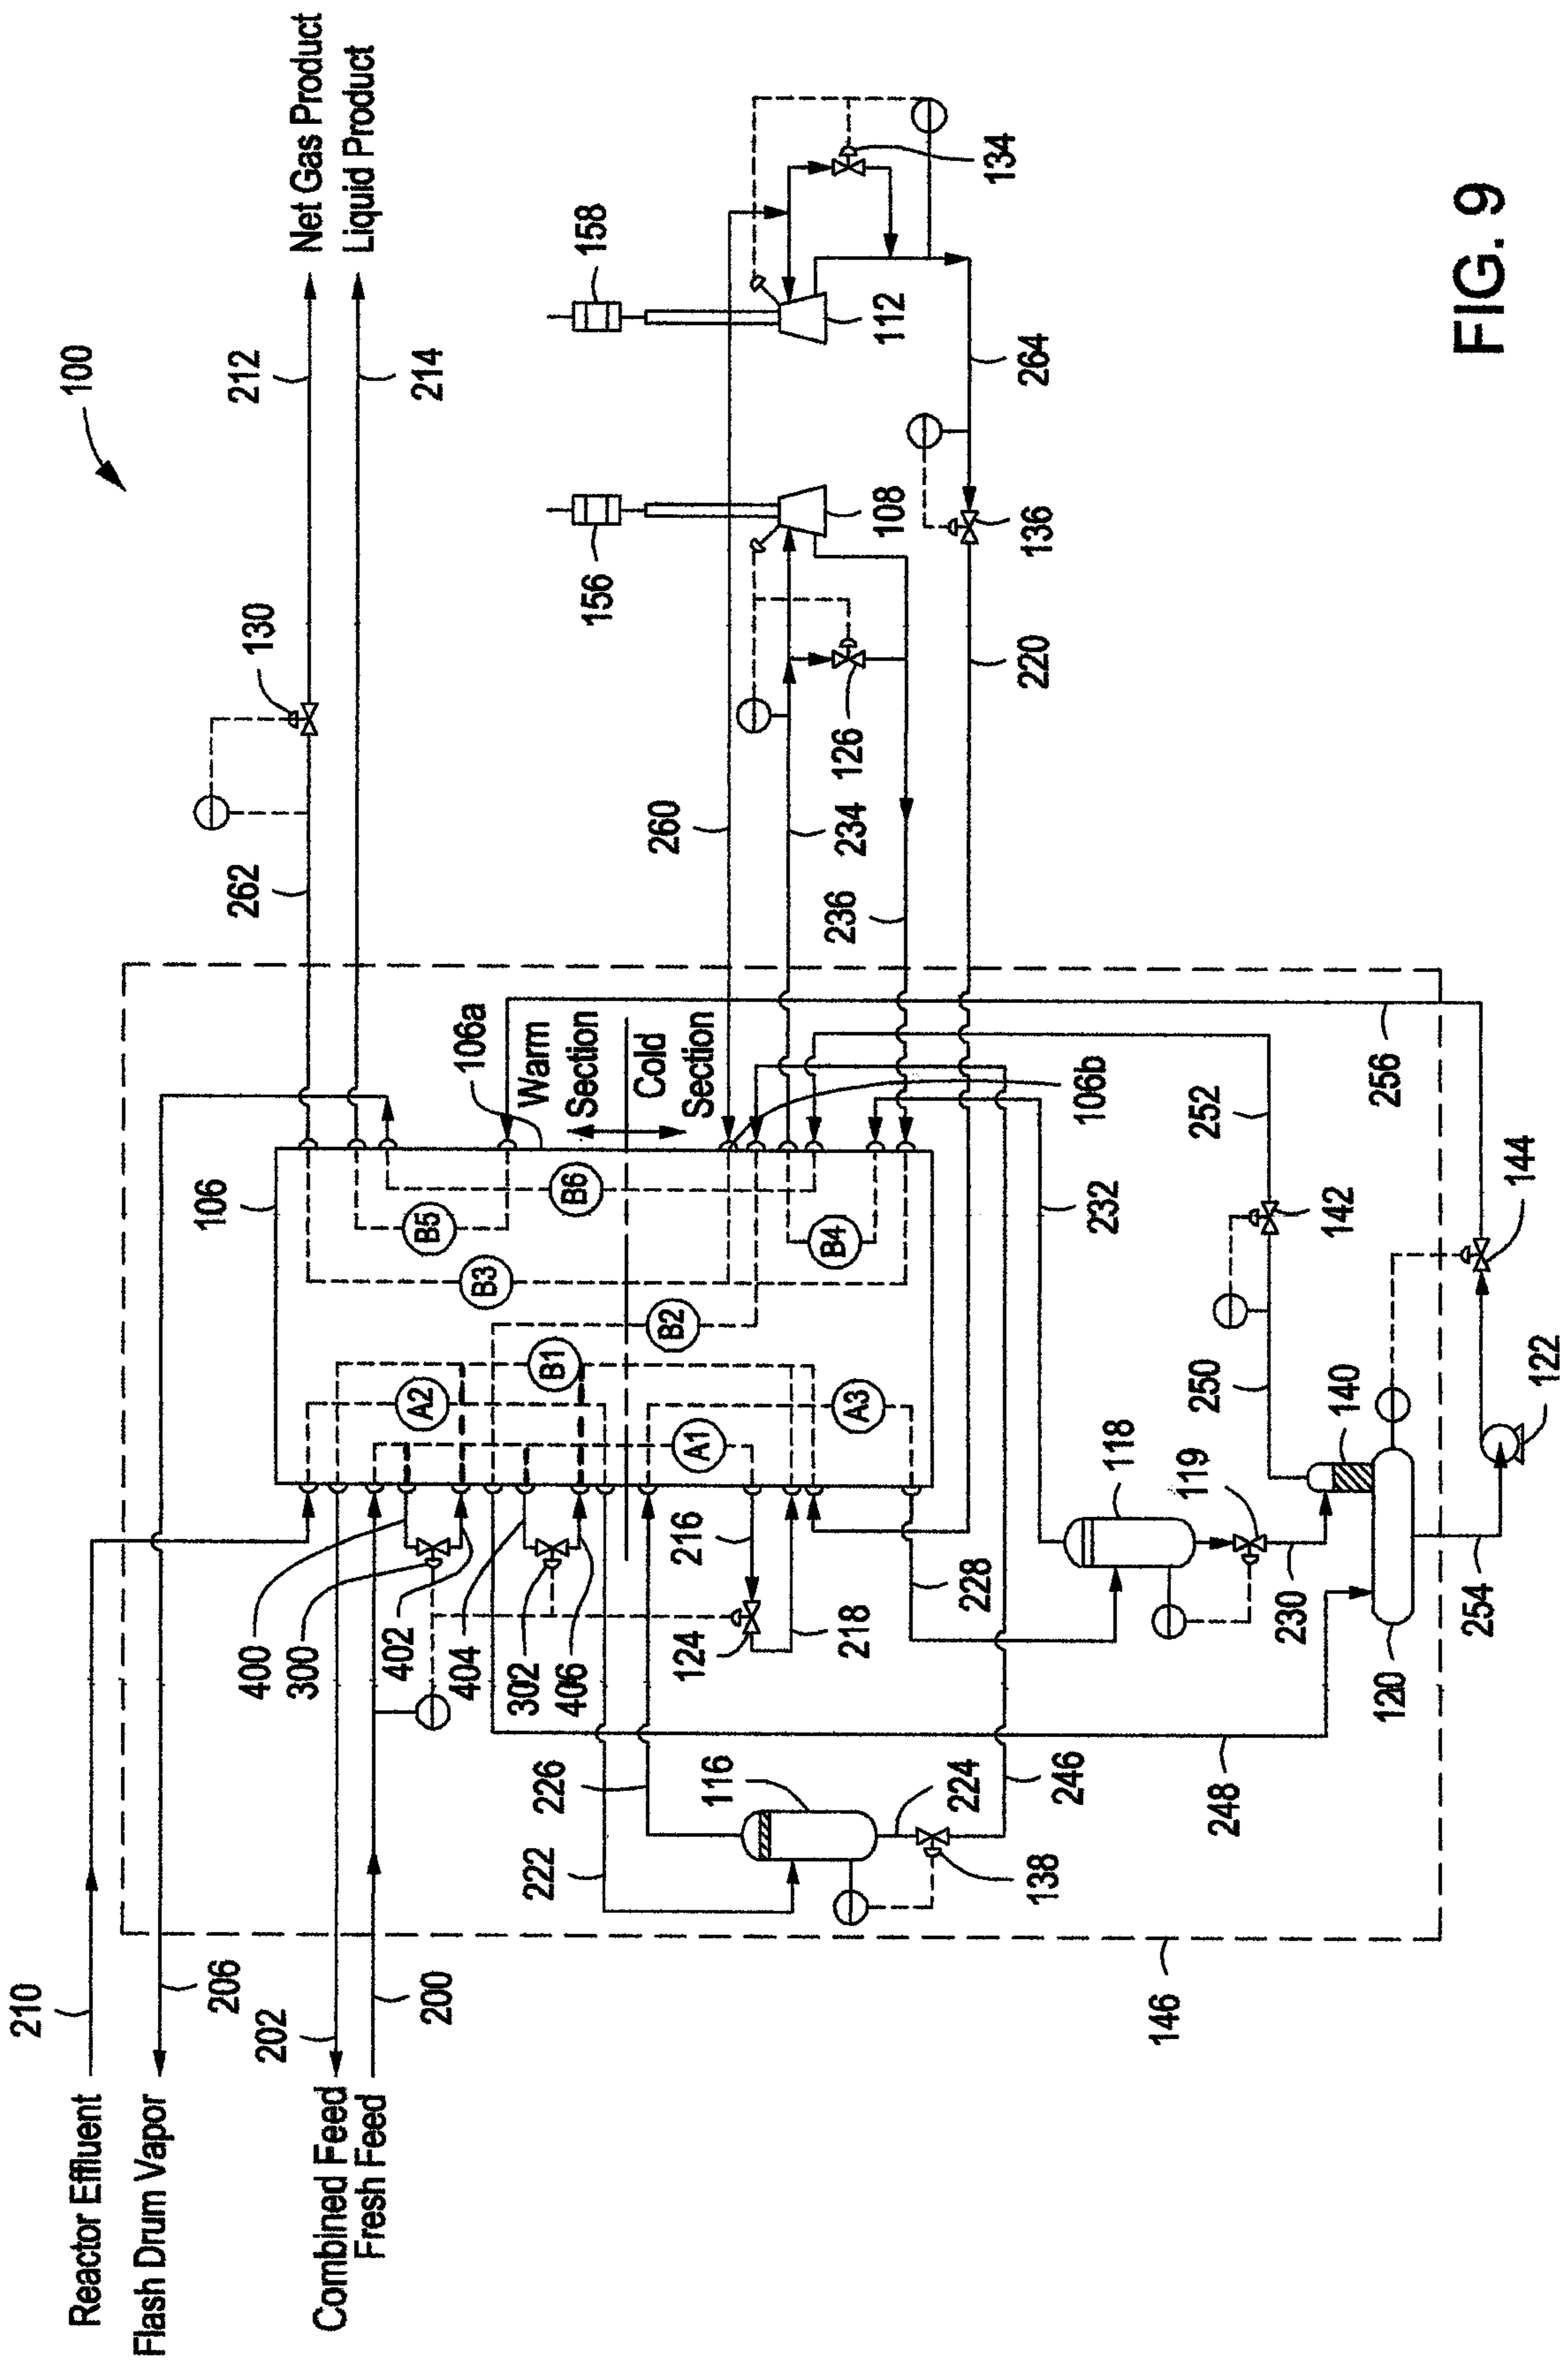 210
Reactor Effluent
100
Flash Drum Vapor
206
106
212
262
130
202
400
Net Gas Product
300
Combined Feed
Liquid Product
Fresh Feed
402
200
A2
B5
214
404
106a
B3
302
Warm
222
226
406
B1
B6
Section
156
158
Cold
B2
260
124
216
A1
Section
116
218
B4
234
126
A3
236
108
112
224
228
106b
134
138
246
118
232
220
136
264
146
119
250
252
248
230
140
142
120
256
254
122
144
FIG. 9